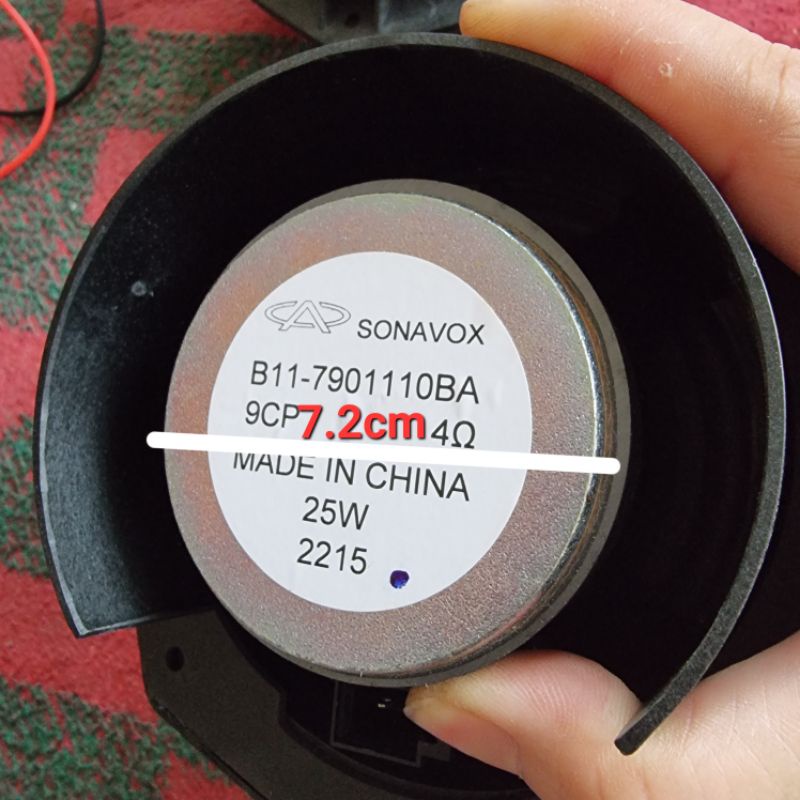 SONAVOX
B11-7901110BA
9CP
7.2cm
4Ω
MADE IN CHINA
25W
2215